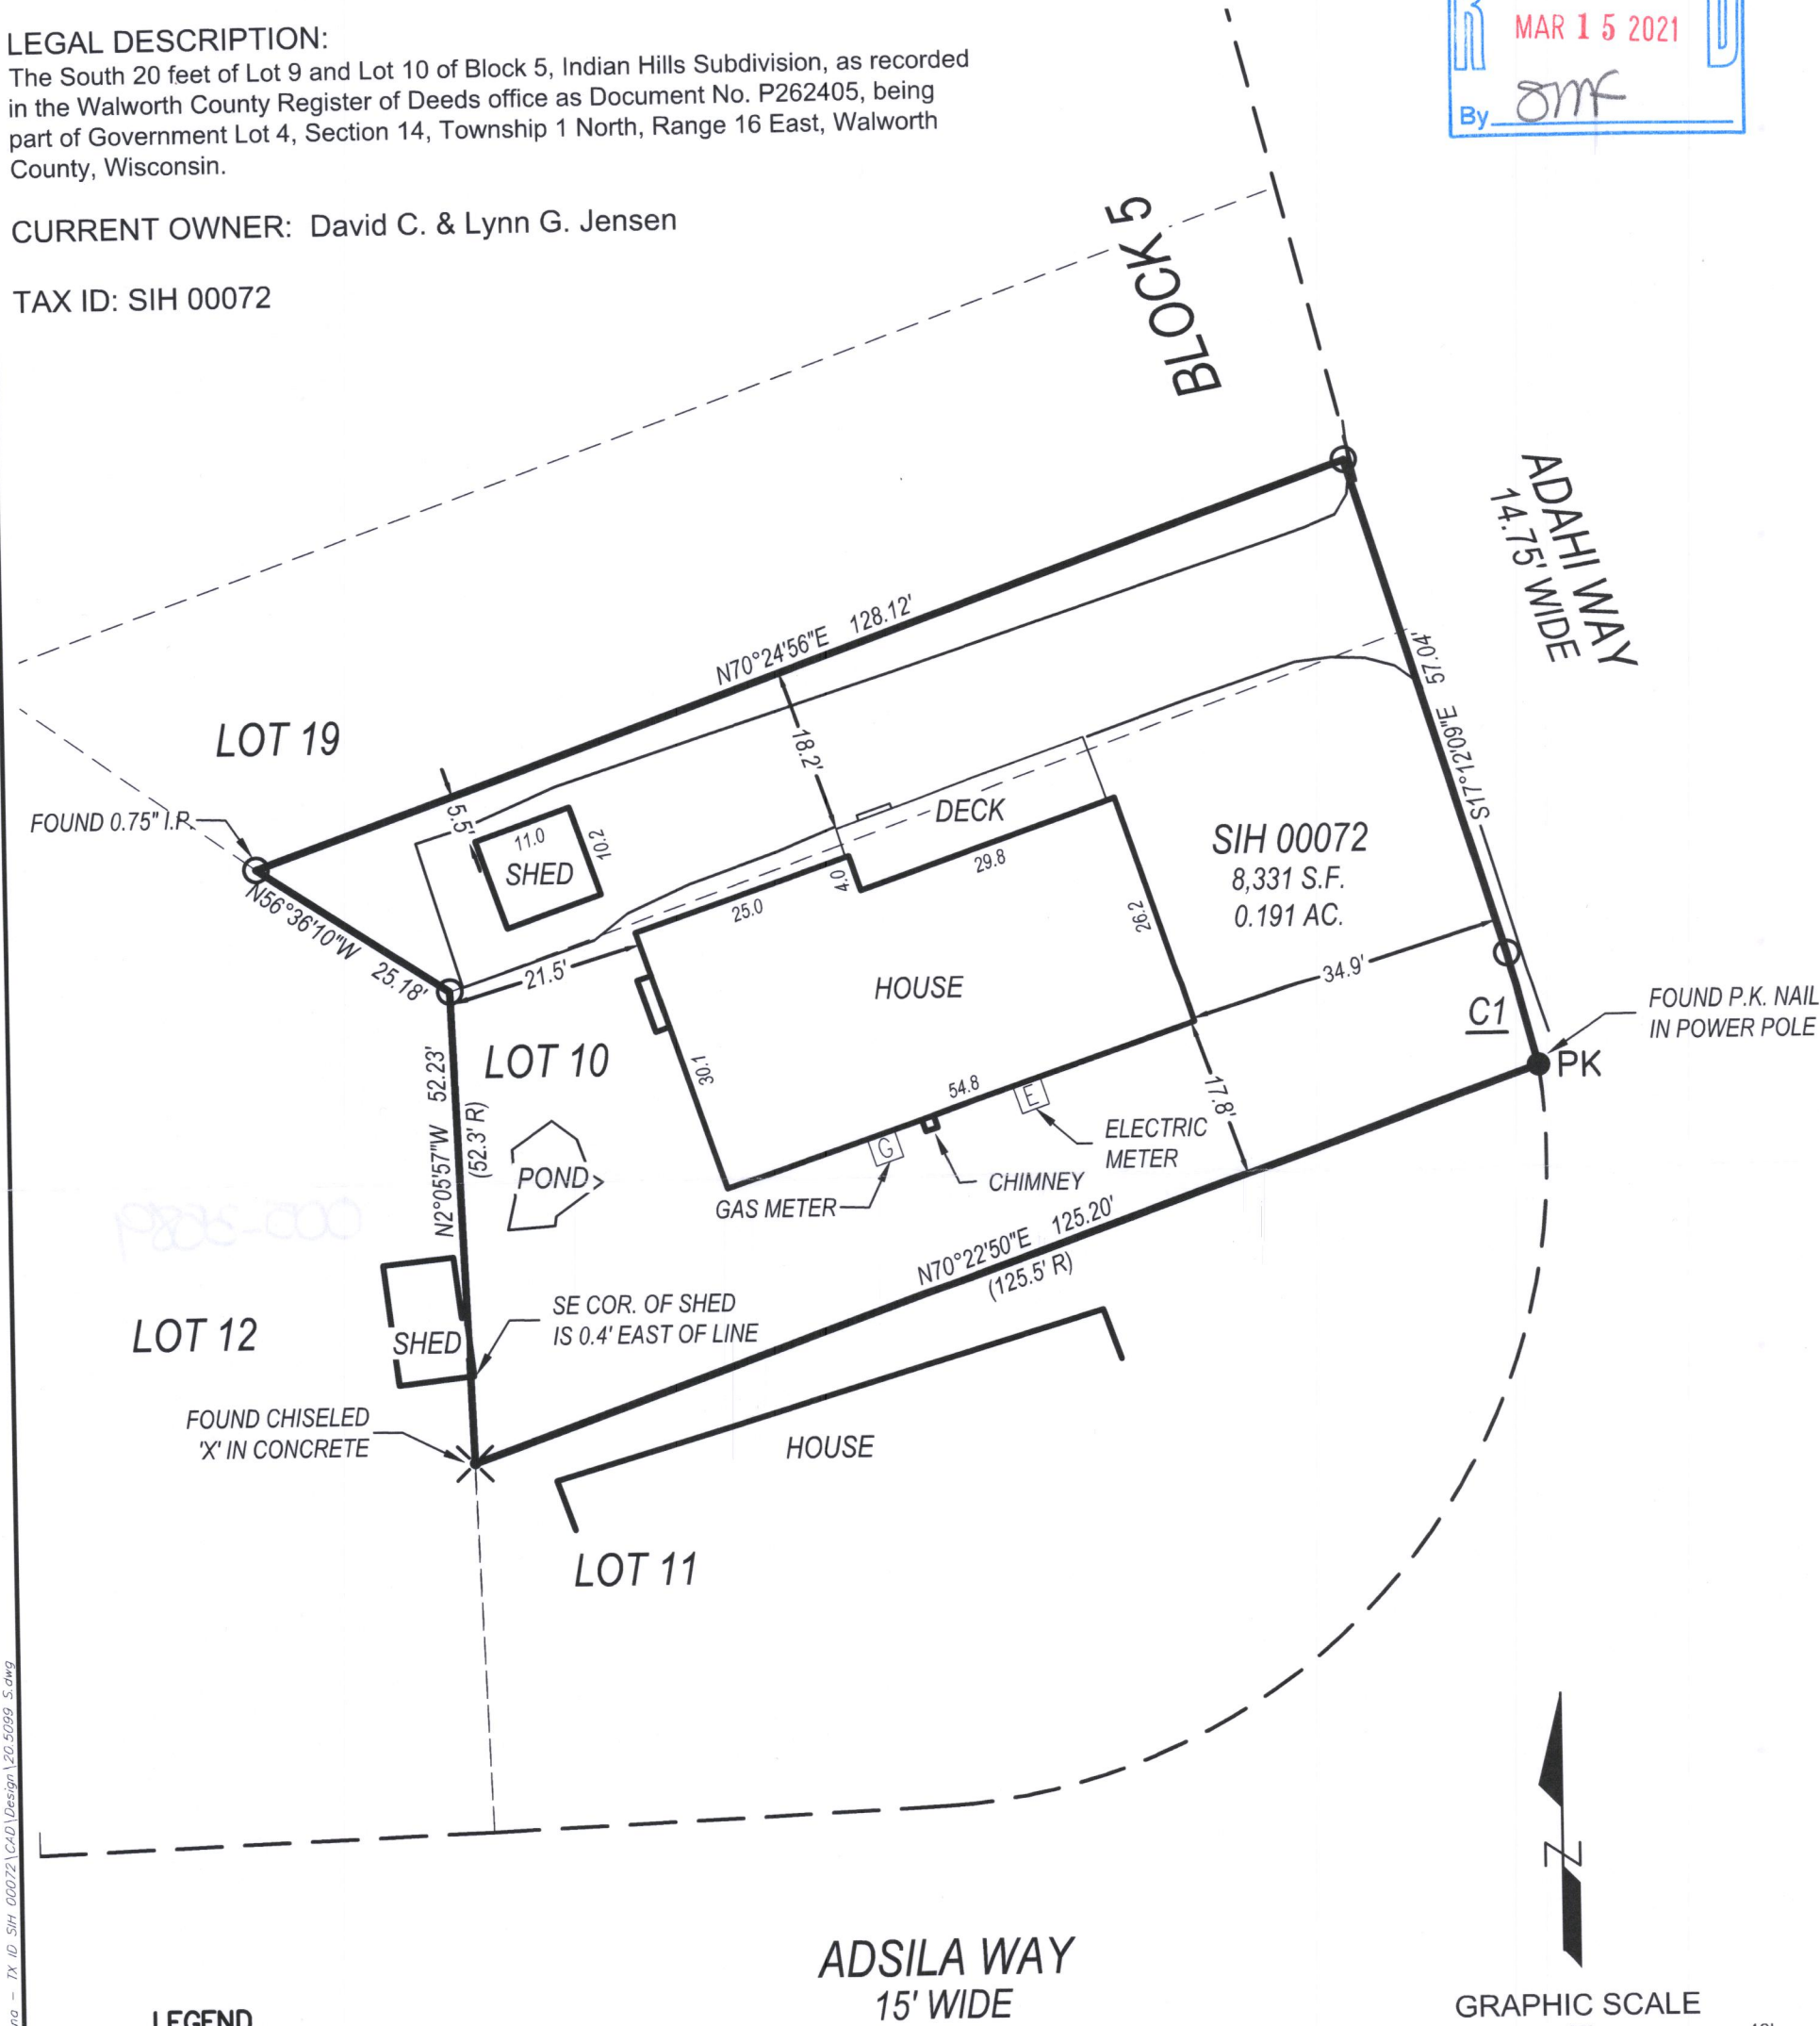 LEGAL DESCRIPTION:
The South 20 feet of Lot 9 and Lot 10 of Block 5, Indian Hills Subdivision, as recorded
in the Walworth County Register of Deeds office as Document No. P262405, being
part of Government Lot 4, Section 14, Township 1 North, Range 16 East, Walworth
County, Wisconsin.
CURRENT OWNER: David C. & Lynn G. Jensen
TAX ID: SIH 00072
MAR 15 2021
By
BLOCK 5
ADAHI WAY
14.75' WIDE
N70°24'56"E 128.12'
S17°12'09"E 57.04'
LOT 19
FOUND 0.75" I.R.
N56°36'10"W 25.18'
5.5'
11.0
10.2
SHED
18.2'
DECK
25.0
4.0
29.8
26.2
SIH 00072
8,331 S.F.
0.191 AC.
21.5'
HOUSE
34.9'
C1
FOUND P.K. NAIL
IN POWER POLE
PK
LOT 10
30.1
54.8
17.8'
E
ELECTRIC
METER
G
CHIMNEY
GAS METER
N2°05'57"W 52.23'
(52.3' R)
POND
N70°22'50"E 125.20'
(125.5' R)
LOT 12
SHED
SE COR. OF SHED
IS 0.4' EAST OF LINE
FOUND CHISELED
'X' IN CONCRETE
HOUSE
LOT 11
TX ID SIH 00072\CAD\Design\20.5099 S.dwg
N
ADSILA WAY
15' WIDE
LEGEND
GRAPHIC SCALE